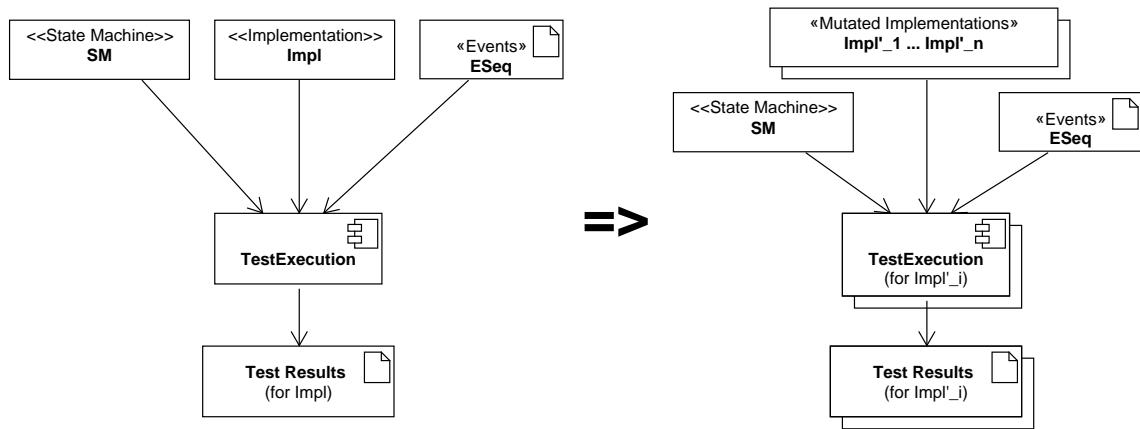 <<State Machine>>
SM
<<Implementation>>
Impl
«Events»
ESeq
TestExecution
Test Results
(for Impl)
=>
«Mutated Implementations»
Impl'_1 ... Impl'_n
<<State Machine>>
SM
«Events»
ESeq
TestExecution
(for Impl'_i)
Test Results
(for Impl'_i)